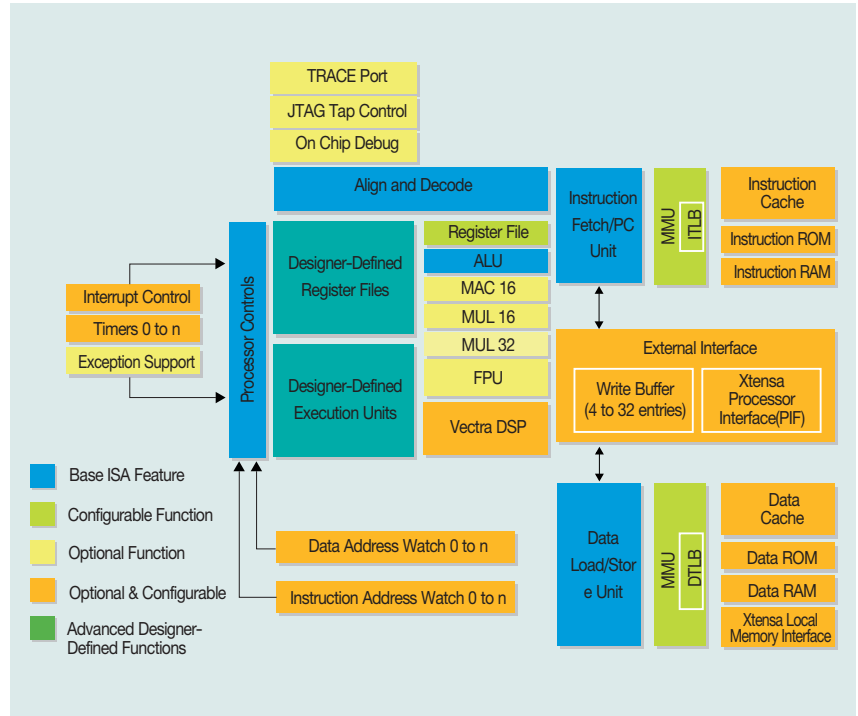 TRACE Port
JTAG Tap Control
On Chip Debug
Align and Decode
Instruction
Fetch/PC
Unit
MMU
ITLB
Instruction
Cache
Instruction ROM
Instruction RAM
Processor Controls
Designer-Defined
Register Files
Register File
ALU
MAC 16
MUL 16
MUL 32
FPU
Vectra DSP
Designer-Defined
Execution Units
Interrupt Control
Timers 0 to n
Exception Support
External Interface
Write Buffer
(4 to 32 entries)
Xtensa
Processor
Interface(PIF)
Data
Load/Stor
e Unit
MMU
DTLB
Data
Cache
Data ROM
Data RAM
Xtensa Local
Memory Interface
Data Address Watch 0 to n
Instruction Address Watch 0 to n
Base ISA Feature
Configurable Function
Optional Function
Optional & Configurable
Advanced Designer-
Defined Functions